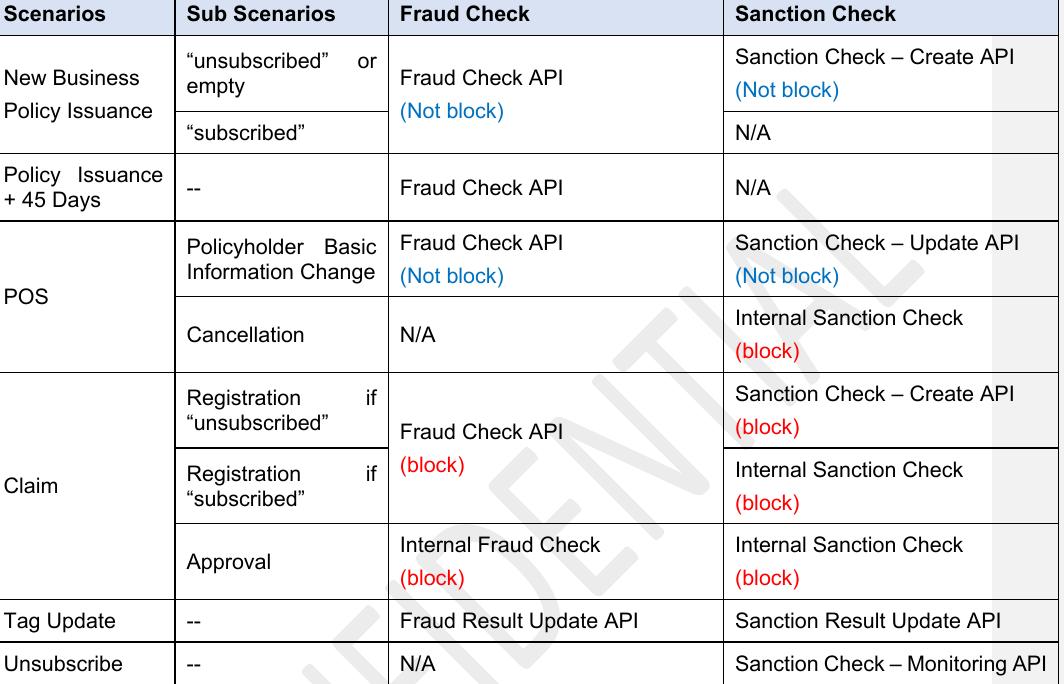 Scenarios
Sub Scenarios
Fraud Check
Sanction Check
New Business
Policy Issuance
“unsubscribed” or
empty
Fraud Check API
(Not block)
Sanction Check – Create API
(Not block)
“subscribed”
N/A
Policy Issuance
+ 45 Days
--
Fraud Check API
N/A
POS
Policyholder Basic
Information Change
Fraud Check API
(Not block)
Sanction Check – Update API
(Not block)
Cancellation
N/A
Internal Sanction Check
(block)
Claim
Registration if
“unsubscribed”
Fraud Check API
(block)
Sanction Check – Create API
(block)
Registration if
“subscribed”
Internal Sanction Check
(block)
Approval
Internal Fraud Check
(block)
Internal Sanction Check
(block)
Tag Update
--
Fraud Result Update API
Sanction Result Update API
Unsubscribe
--
N/A
Sanction Check – Monitoring API
FIDENTIAL